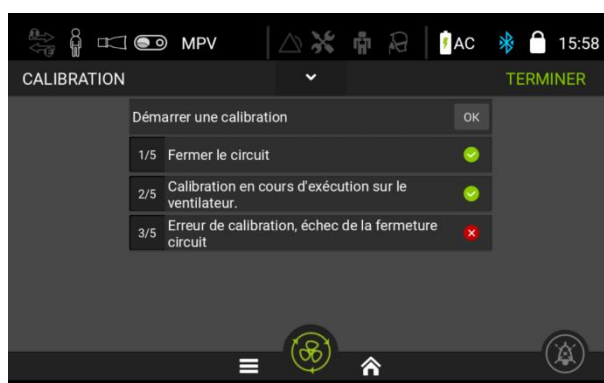 MPV AC 15:58
CALIBRATION TERMINER
Démarrer une calibration OK
1/5 Fermer le circuit
2/5 Calibration en cours d'exécution sur le
ventilateur.
3/5 Erreur de calibration, échec de la fermeture
circuit